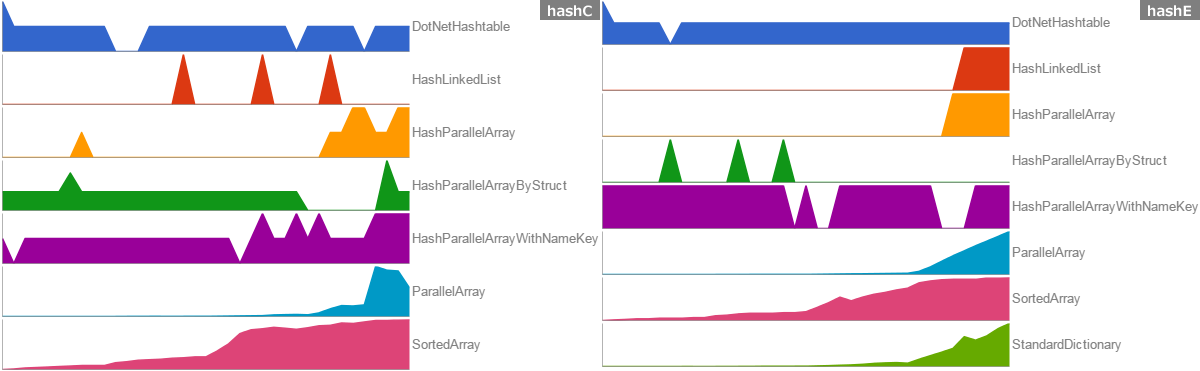 hashC
DotNetHashtable
HashLinkedList
HashParallelArray
HashParallelArrayByStruct
HashParallelArrayWithNameKey
ParallelArray
SortedArray
hashE
DotNetHashtable
HashLinkedList
HashParallelArray
HashParallelArrayByStruct
HashParallelArrayWithNameKey
ParallelArray
SortedArray
StandardDictionary